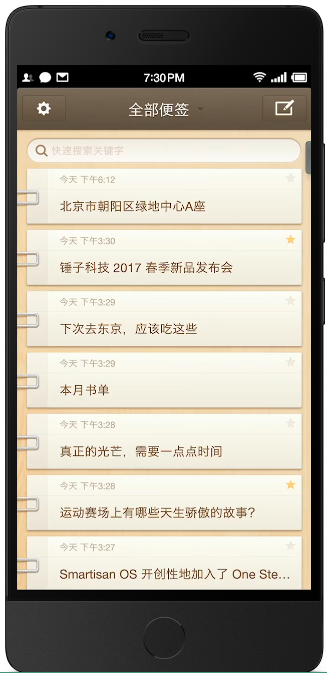 7:30PM
全部便签
快速搜索关键字
今天 下午6:12
北京市朝阳区绿地中心A座
今天 下午3:30
锤子科技 2017 春季新品发布会
今天 下午3:29
下次去东京，应该吃这些
今天 下午3:29
本月书单
今天 下午3:28
真正的光芒，需要一点点时间
今天 下午3:28
运动赛场上有哪些天生骄傲的故事？
今天 下午3:27
Smartisan OS 开创性地加入了 One Ste...